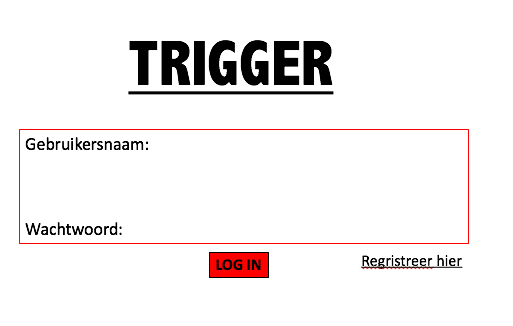 TRIGGER
Gebruikersnaam:
Wachtwoord:
LOG IN
Regristreer hier